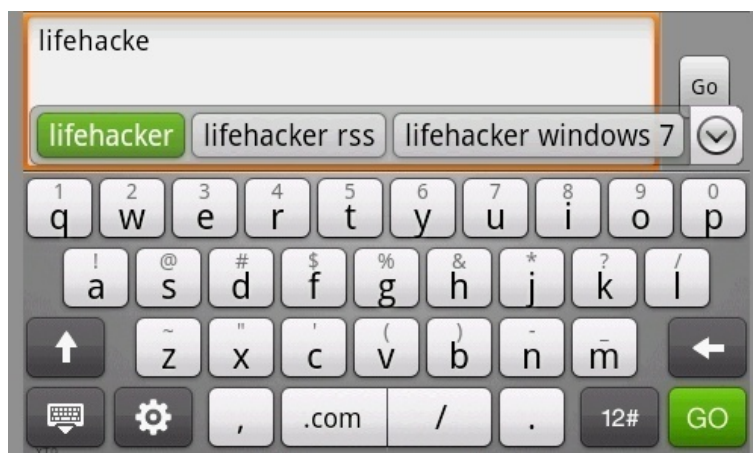 lifehacke
Go
lifehacker lifehacker rss lifehacker windows 7
1 2 3 4 5 6 7 8 9 0
q w e r t y u i o p
! @ # $ % & * ? /
a s d f g h j k l
~ " ' ( ) - _
z x c v b n m
, .com / . 12# GO